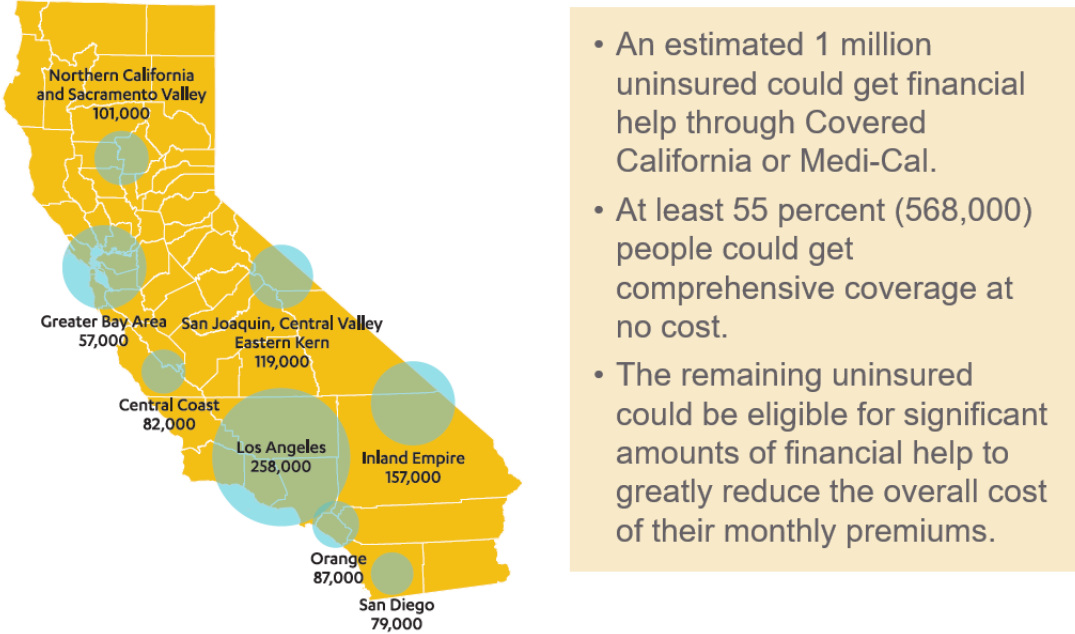 Northern California
and Sacramento Valley
101,000
Greater Bay Area
57,000
San Joaquin, Central Valley
Eastern Kern
119,000
Central Coast
82,000
Los Angeles
258,000
Inland Empire
157,000
Orange
87,000
San Diego
79,000
• An estimated 1 million
uninsured could get financial
help through Covered
California or Medi-Cal.
• At least 55 percent (568,000)
people could get
comprehensive coverage at
no cost.
• The remaining uninsured
could be eligible for significant
amounts of financial help to
greatly reduce the overall cost
of their monthly premiums.